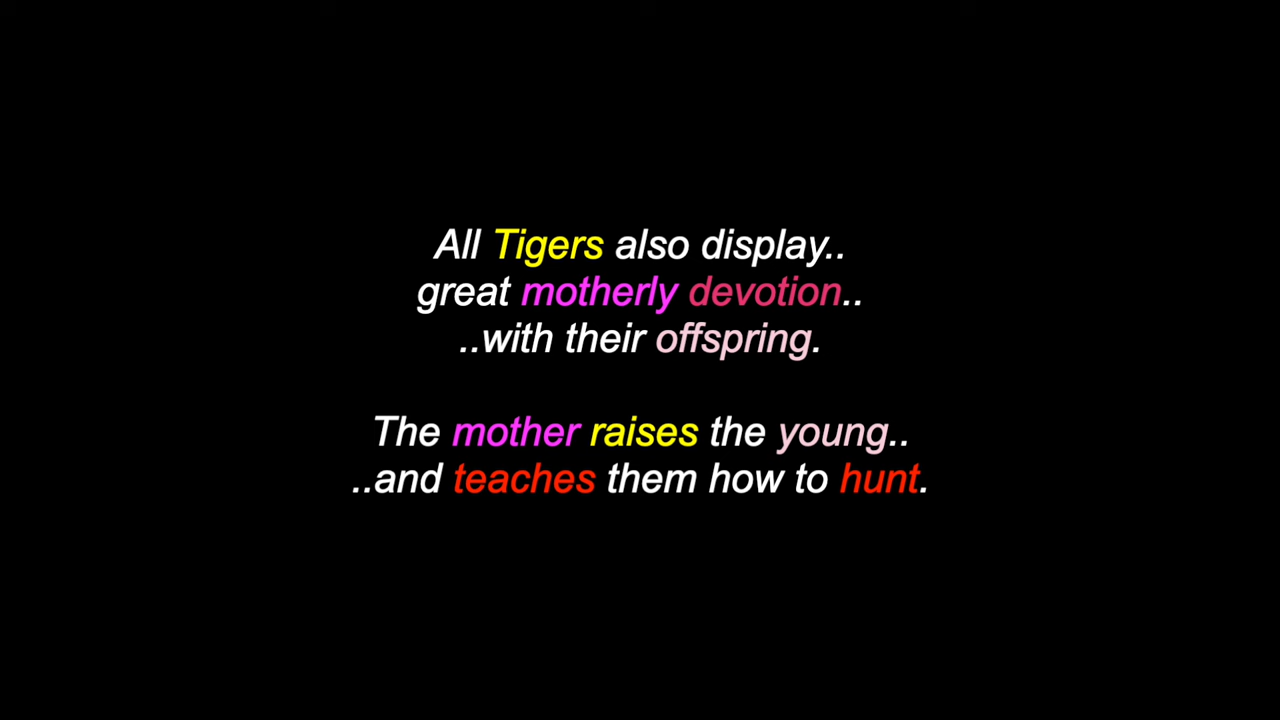 All Tigers also display..
great motherly devotion..
..with their offspring.
The mother raises the young..
..and teaches them how to hunt.